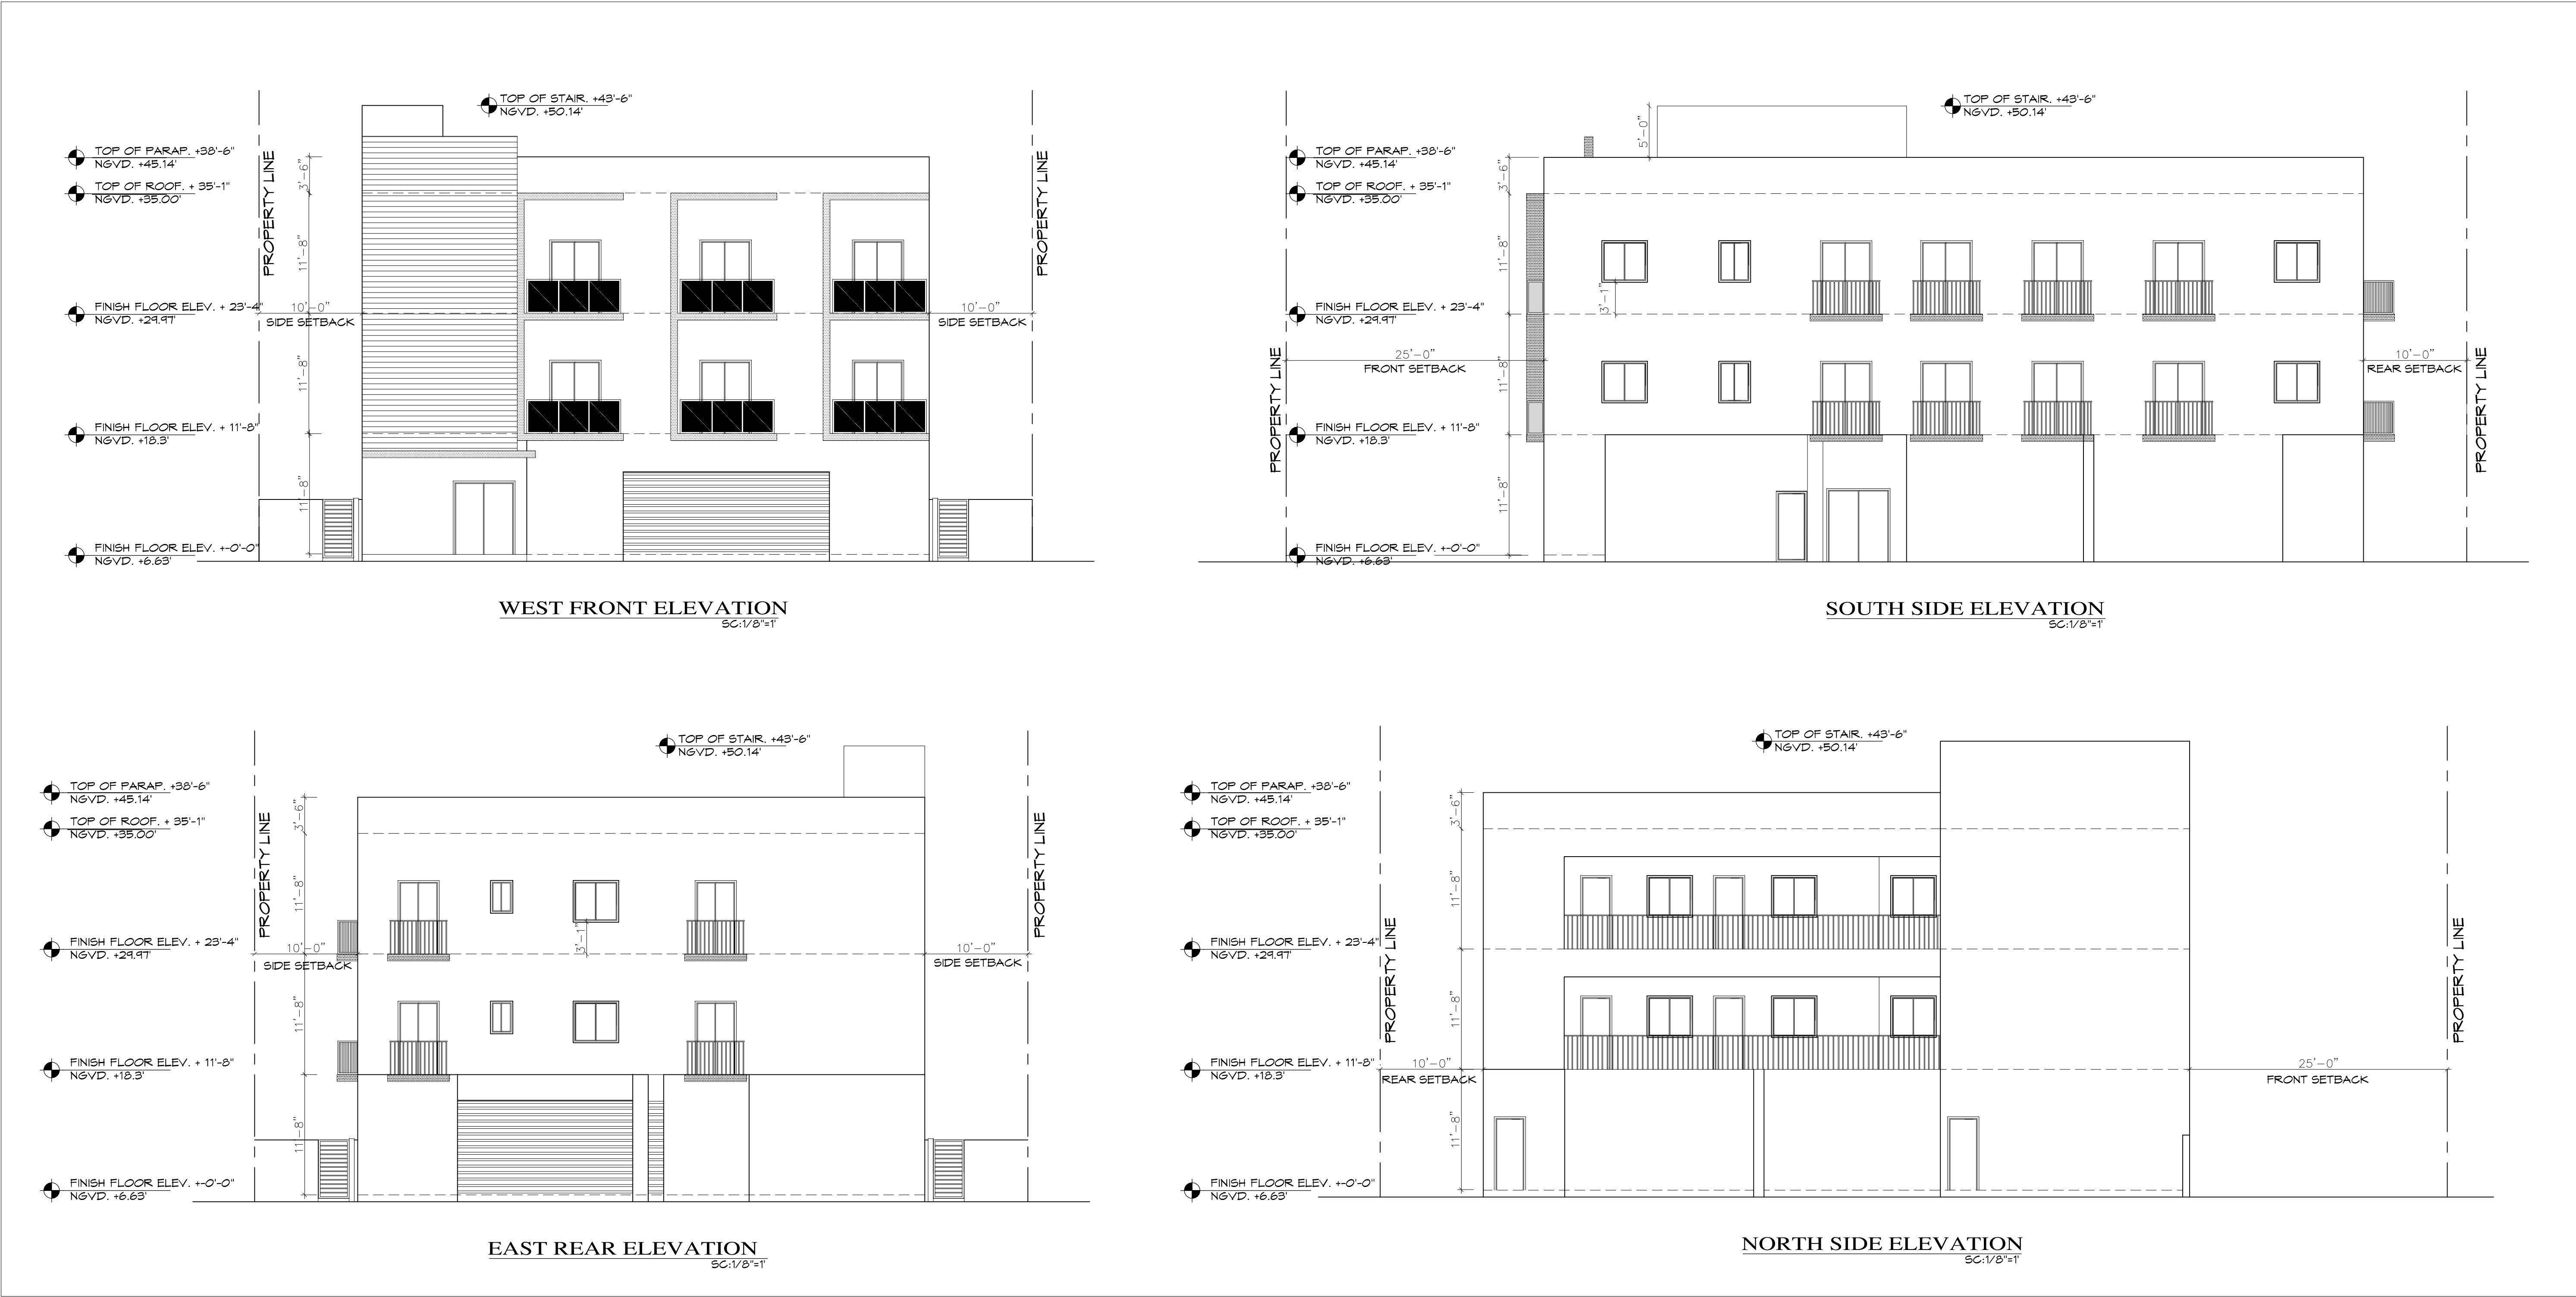 TOP OF STAIR. +43'-6"
NGVD. +50.14'
TOP OF PARAP. +38'-6"
NGVD. +45.14'
TOP OF ROOF. + 35'-1"
NGVD. +35.00'
PROPERTY LINE
3'-6"
11'-8"
PROPERTY LINE
FINISH FLOOR ELEV. + 23'-4"
NGVD. +29.97'
10'-0"
SIDE SETBACK
10'-0"
SIDE SETBACK
11'-8"
FINISH FLOOR ELEV. + 11'-8"
NGVD. +18.3'
11'-8"
FINISH FLOOR ELEV. +-0'-0"
NGVD. +6.63'
WEST FRONT ELEVATION
SC:1/8"=1'
TOP OF STAIR. +43'-6"
NGVD. +50.14'
5'-0"
TOP OF PARAP. +38'-6"
NGVD. +45.14'
TOP OF ROOF. + 35'-1"
NGVD. +35.00'
3'-6"
11'-8"
3'-1"
FINISH FLOOR ELEV. + 23'-4"
NGVD. +29.97'
PROPERTY LINE
25'-0"
FRONT SETBACK
11'-8"
10'-0"
REAR SETBACK
PROPERTY LINE
FINISH FLOOR ELEV. + 11'-8"
NGVD. +18.3'
11'-8"
FINISH FLOOR ELEV. +-0'-0"
NGVD. +6.63'
SOUTH SIDE ELEVATION
SC:1/8"=1'
TOP OF STAIR. +43'-6"
NGVD. +50.14'
TOP OF PARAP. +38'-6"
NGVD. +45.14'
TOP OF ROOF. + 35'-1"
NGVD. +35.00'
PROPERTY LINE
3'-6"
11'-8"
3'-1"
PROPERTY LINE
FINISH FLOOR ELEV. + 23'-4"
NGVD. +29.97'
10'-0"
SIDE SETBACK
10'-0"
SIDE SETBACK
11'-8"
FINISH FLOOR ELEV. + 11'-8"
NGVD. +18.3'
11'-8"
FINISH FLOOR ELEV. +-0'-0"
NGVD. +6.63'
EAST REAR ELEVATION
SC:1/8"=1'
TOP OF STAIR. +43'-6"
NGVD. +50.14'
TOP OF PARAP. +38'-6"
NGVD. +45.14'
TOP OF ROOF. + 35'-1"
NGVD. +35.00'
3'-6"
11'-8"
FINISH FLOOR ELEV. + 23'-4"
NGVD. +29.97'
PROPERTY LINE
11'-8"
PROPERTY LINE
FINISH FLOOR ELEV. + 11'-8"
NGVD. +18.3'
10'-0"
REAR SETBACK
25'-0"
FRONT SETBACK
11'-8"
FINISH FLOOR ELEV. +-0'-0"
NGVD. +6.63'
NORTH SIDE ELEVATION
SC:1/8"=1'